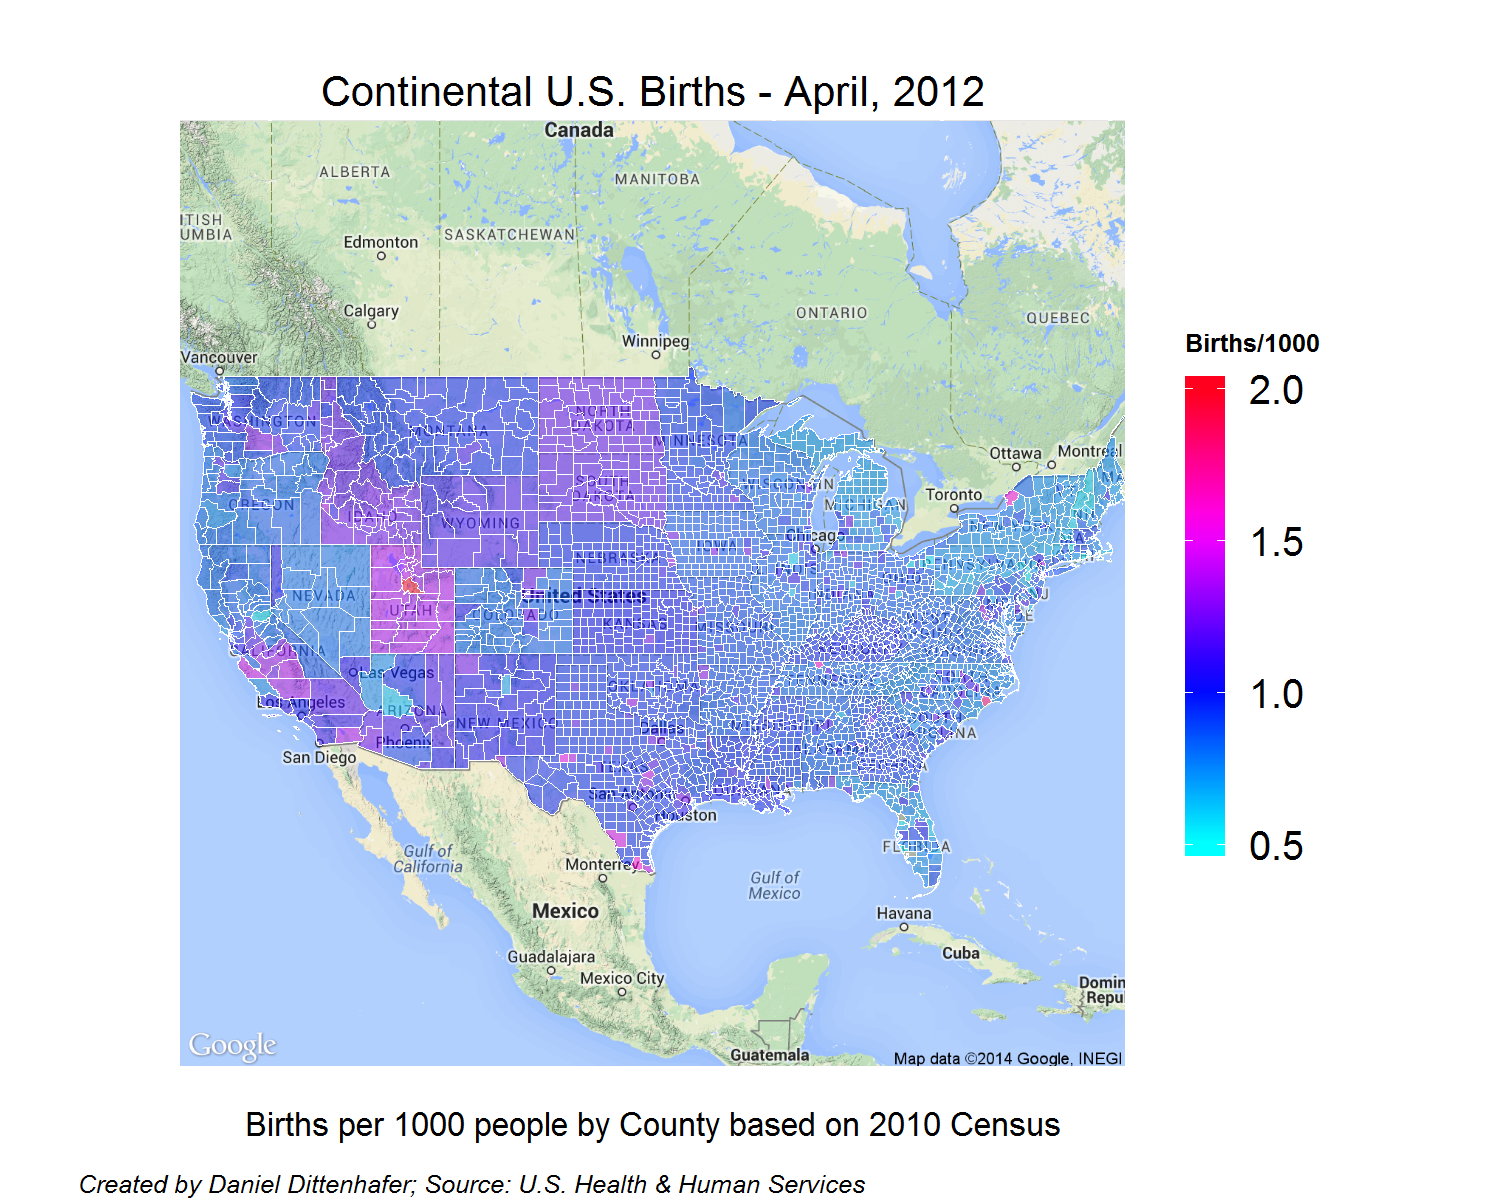 Continental U.S. Births - April, 2012
Canada
ALBERTA
MANITOBA
ITISH
UMBIA
Edmonton
SASKATCHEWAN
Calgary
ONTARIO
QUEBEC
Winnipeg
Vancouver
Births/1000
2.0
1.5
1.0
0.5
WASHINGTON
MONTANA
NORTH
DAKOTA
MINNESOTA
Ottawa
Montreal
OREGON
IDAHO
SOUTH
DAKOTA
WISCONSIN
MICHIGAN
Toronto
WYOMING
Chicago
IOWA
NEBRASKA
NEVADA
UTAH
United States
COLORADO
KANSAS
MISSOURI
CALIFORNIA
Las Vegas
Los Angeles
ARIZONA
NEW MEXICO
OKLAHOMA
Dallas
Phoenix
San Diego
TEXAS
San Antonio
Houston
CAROLINA
FLORIDA
Gulf of
California
Monterrey
Gulf of
Mexico
Mexico
Havana
Cuba
Guadalajara
Mexico City
Domin
Repu
Guatemala
Google
Map data ©2014 Google, INEGI
Births per 1000 people by County based on 2010 Census
Created by Daniel Dittenhafer; Source: U.S. Health & Human Services